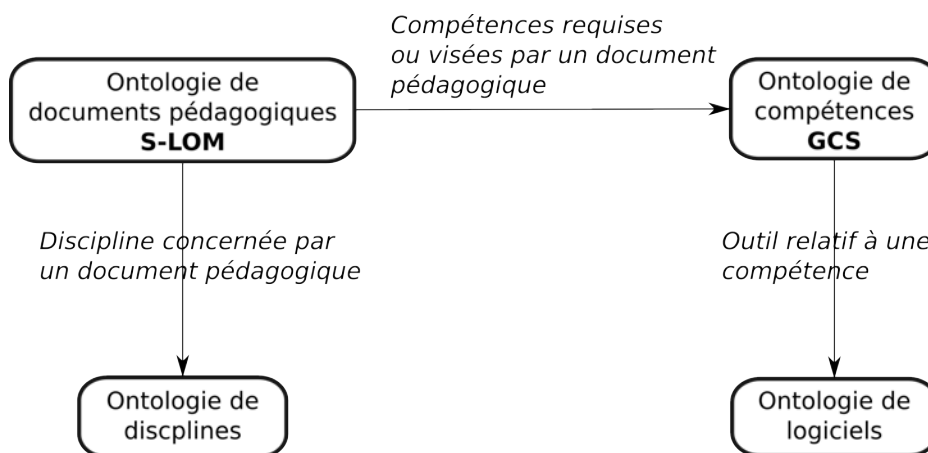 Compétences requises
ou visées par un document
pédagogique
Ontologie de
documents pédagogiques
S-LOM
Ontologie de
compétences
GCS
Discipline concernée par
un document pédagogique
Outil relatif à une
compétence
Ontologie de
discplines
Ontologie de
logiciels